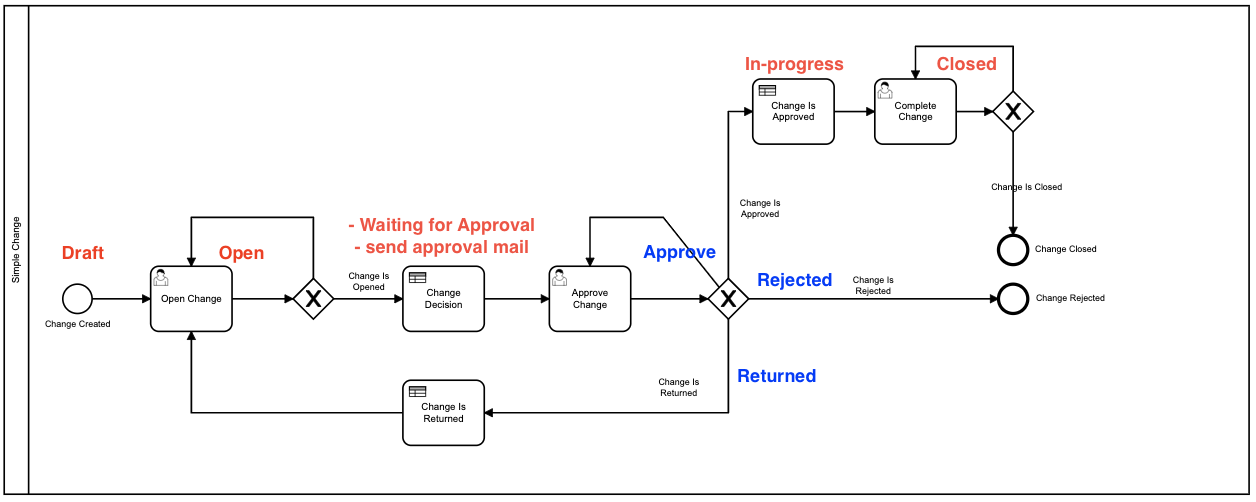 Simple Change
Draft
Change Created
Open
Open Change
X
Change Is
Opened
- Waiting for Approval
- send approval mail
Change
Decision
Approve
Change
Approve
X
Rejected
Change Is
Rejected
Change Rejected
Returned
Change Is
Returned
Change Is
Returned
Change Is
Approved
In-progress
Change Is
Approved
Closed
Complete
Change
X
Change Is Closed
Change Closed